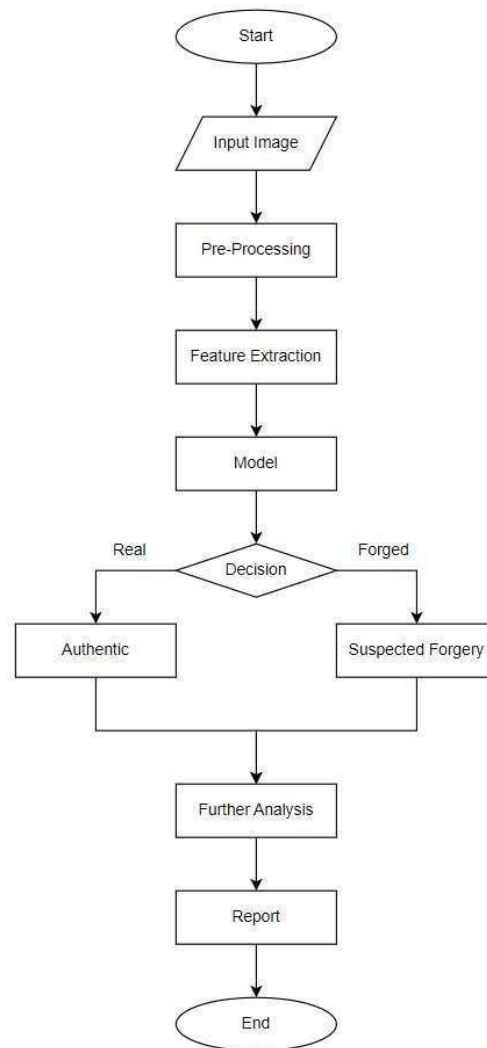 Start
Input Image
Pre-Processing
Feature Extraction
Model
Real
Decision
Forged
Authentic
Suspected Forgery
Further Analysis
Report
End